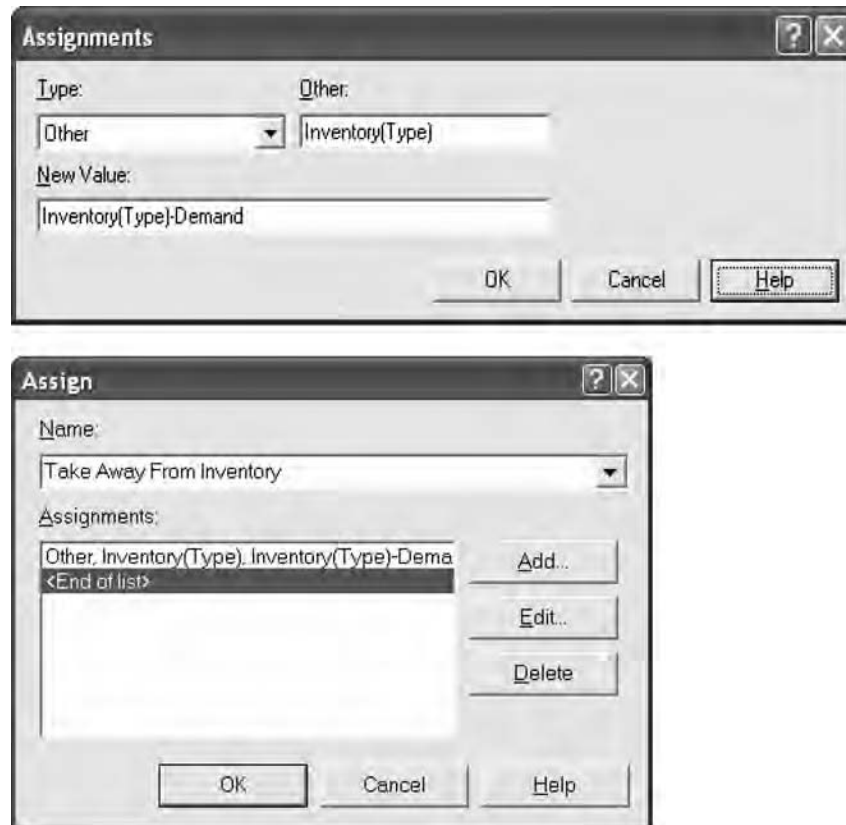 Assignments
Type:
Other:
Other
Inventory(Type)
New Value:
Inventory(Type)-Demand
OK
Cancel
Help
Assign
Name:
Take Away From Inventory
Assignments:
Other, Inventory(Type), Inventory(Type)-Dema
<End of list>
Add...
Edit...
Delete
OK
Cancel
Help